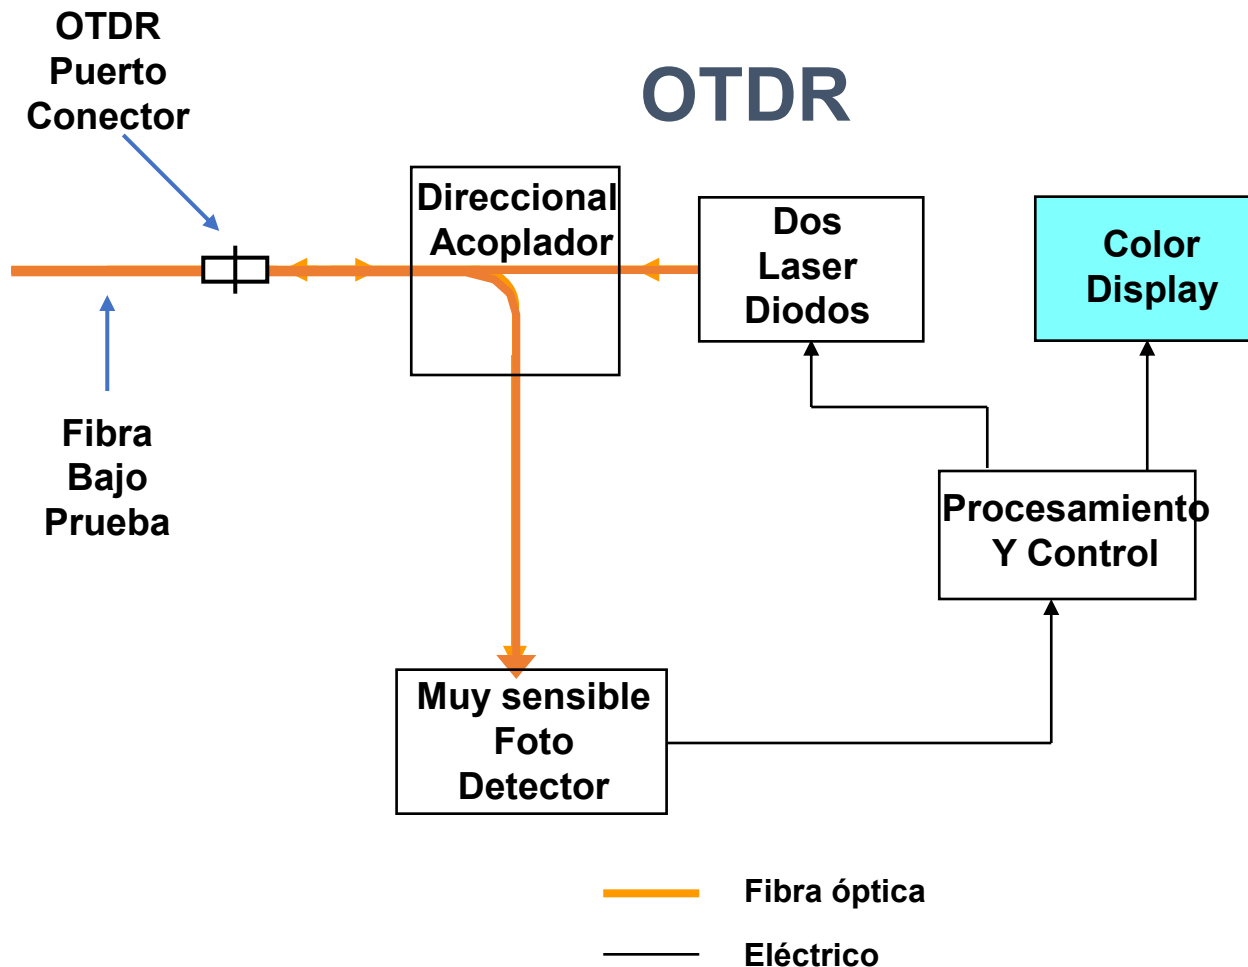 OTDR
Puerto
Conector
OTDR
Direccional
Acoplador
Dos
Laser
Diodos
Color
Display
Fibra
Bajo
Prueba
Procesamiento
Y Control
Muy sensible
Foto
Detector
Fibra óptica
Eléctrico